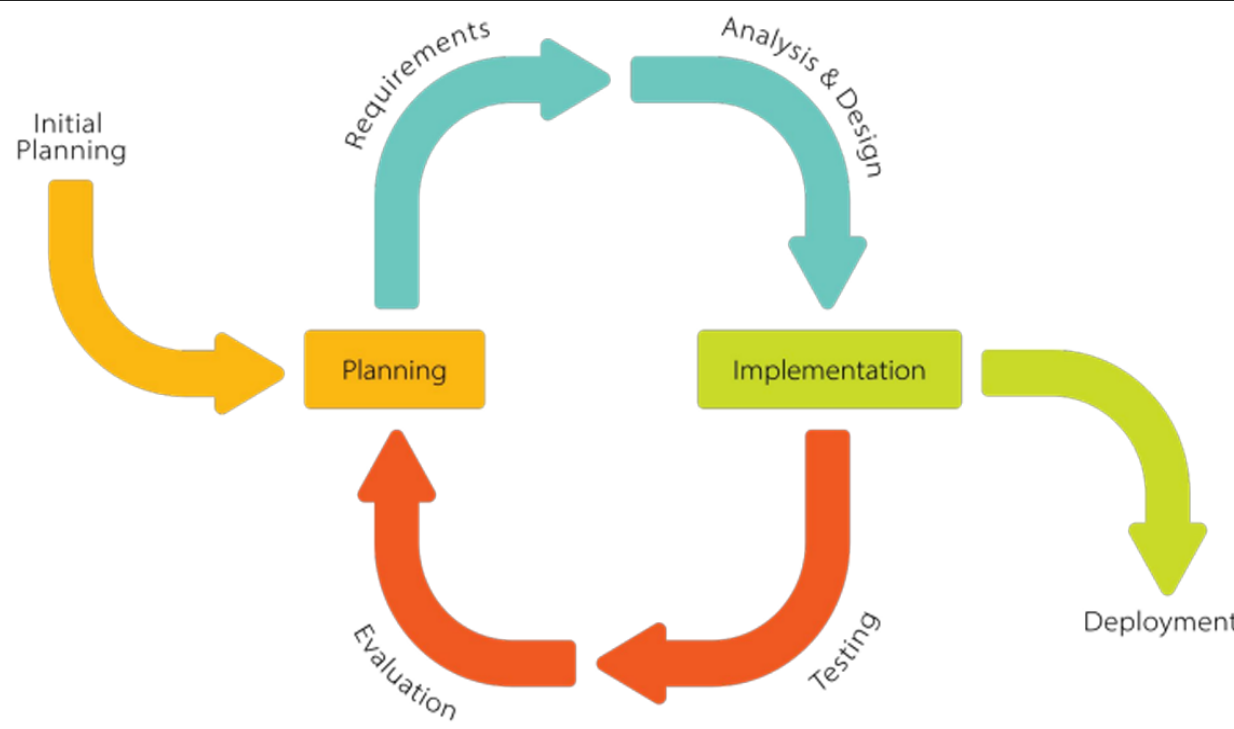 Requirements
Analysis & Design
Initial
Planning
Planning
Implementation
Deployment
Evaluation
Testing